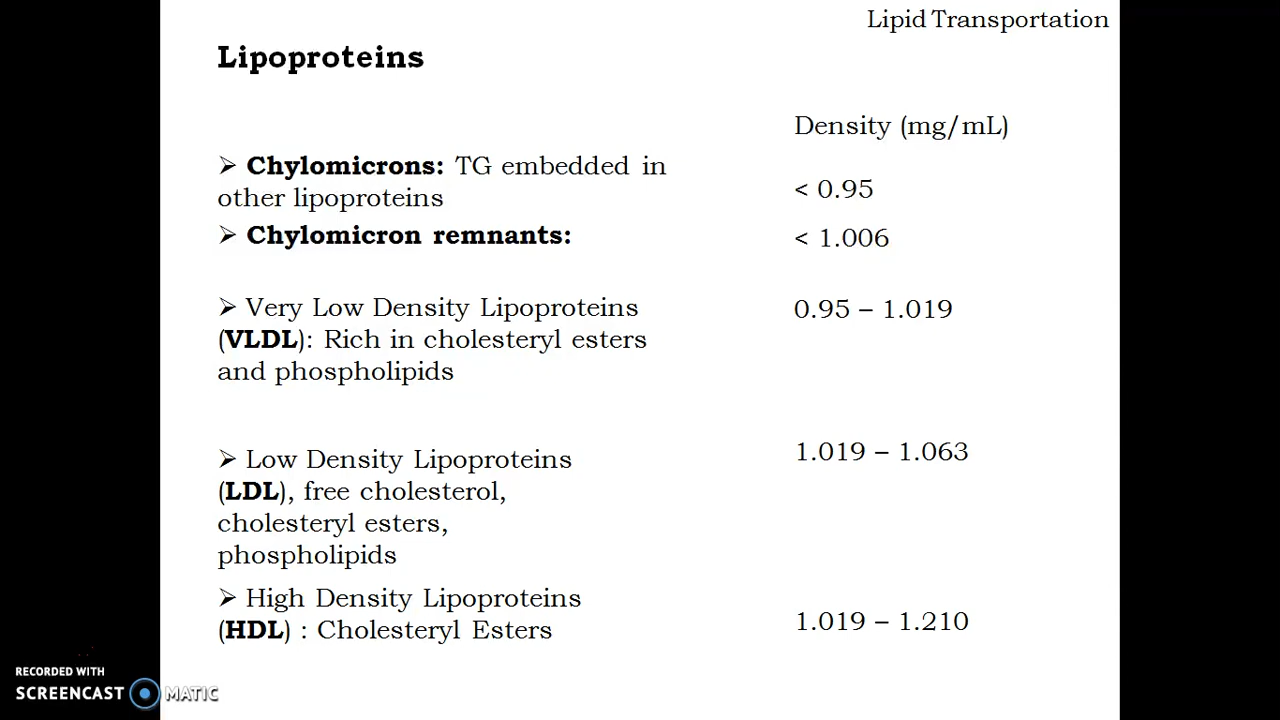 Lipid Transportation
Lipoproteins
Density (mg/mL)
➢ Chylomicrons: TG embedded in
other lipoproteins
< 0.95
➢ Chylomicron remnants:
< 1.006
➢ Very Low Density Lipoproteins
(VLDL): Rich in cholesteryl esters
and phospholipids
0.95 – 1.019
➢ Low Density Lipoproteins
(LDL), free cholesterol,
cholesteryl esters,
phospholipids
1.019 – 1.063
➢ High Density Lipoproteins
(HDL) : Cholesteryl Esters
1.019 – 1.210
RECORDED WITH
SCREENCAST MATIC